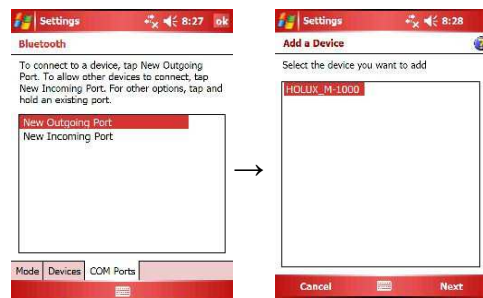 Settings 8:27 ok
Bluetooth
To connect to a device, tap New Outgoing
Port. To allow other devices to connect, tap
New Incoming Port. For other options, tap and
hold an existing port.
New Outgoing Port
New Incoming Port
Mode Devices COM Ports
→
Settings 8:28
Add a Device
Select the device you want to add
HOLUX_M-1000
Cancel Next